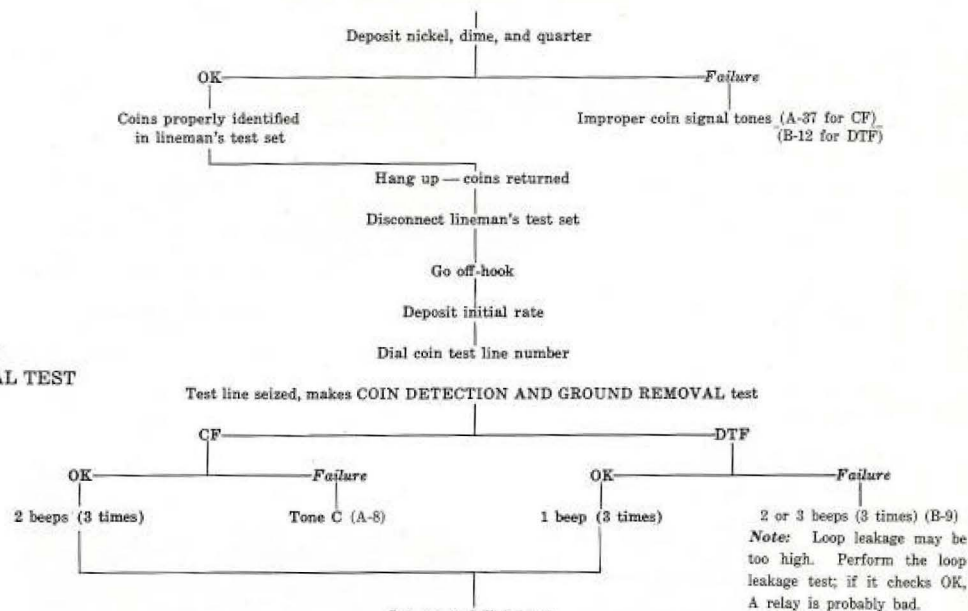 Deposit nickel, dime, and quarter
OK
Failure
Coins properly identified
in lineman's test set
Improper coin signal tones (A-37 for CF)
(B-12 for DTF)
Hang up — coins returned
Disconnect lineman's test set
Go off-hook
Deposit initial rate
Dial coin test line number
AL TEST
Test line seized, makes COIN DETECTION AND GROUND REMOVAL test
CF
DTF
OK
Failure
OK
Failure
2 beeps (3 times)
Tone C (A-8)
1 beep (3 times)
2 or 3 beeps (3 times) (B-9)
Note: Loop leakage may be
too high. Perform the loop
leakage test; if it checks OK,
A relay is probably bad.